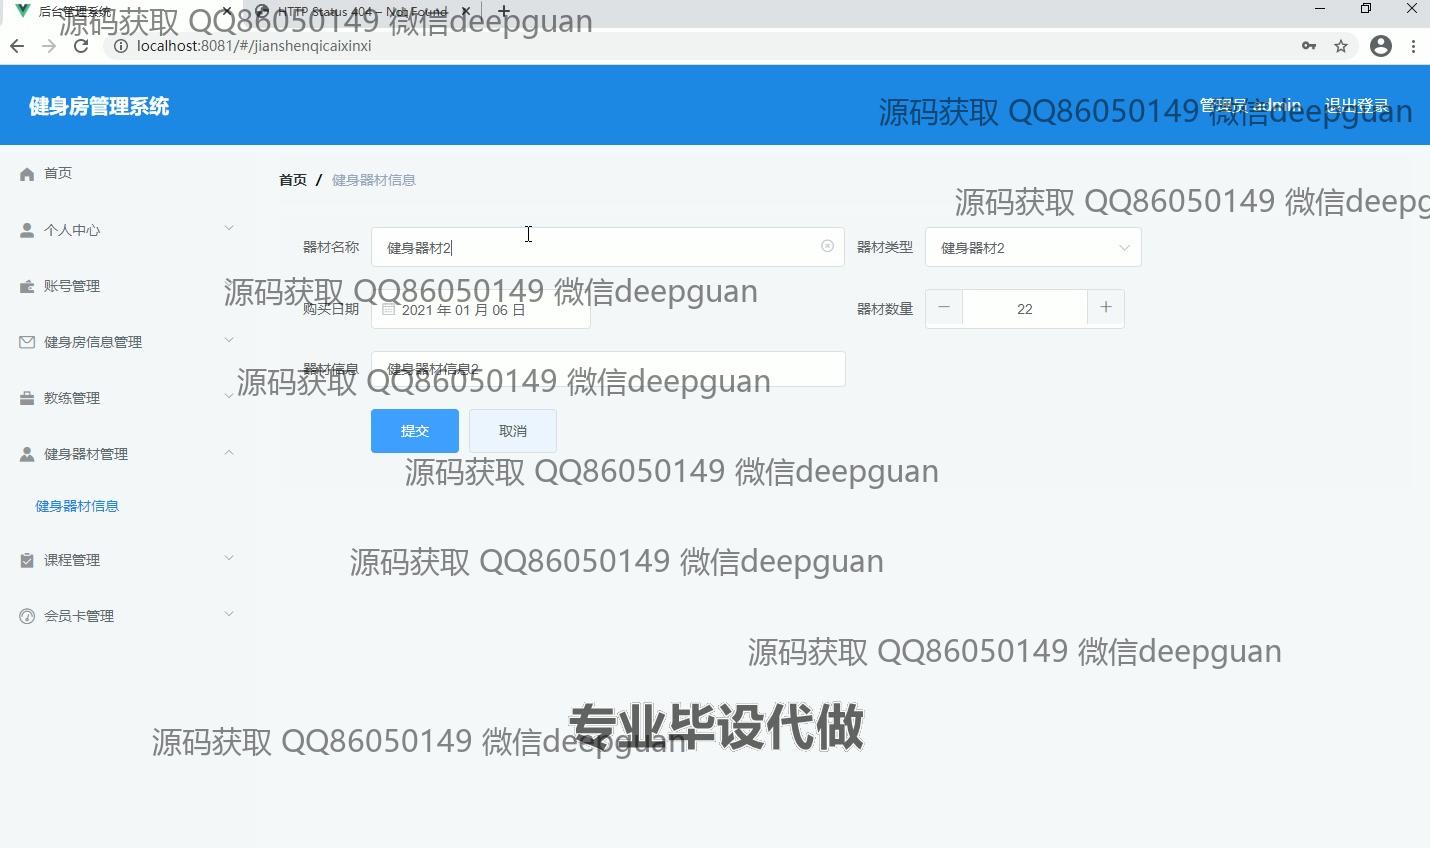 后台管理系统
HTTP Status 404 – Not Found
源码获取 QQ86050149 微信deepguan
localhost:8081/#/jianshenqicaixinxi
健身房管理系统
管理员 admin
退出登录
源码获取 QQ86050149 微信deepguan
首页
首页 / 健身器材信息
源码获取 QQ86050149 微信deepg
个人中心
器材名称
健身器材2
器材类型
健身器材2
账号管理
源码获取 QQ86050149 微信deepguan
购买日期
2021 年 01 月 06 日
器材数量
22
健身房信息管理
器材信息
健身器材信息2
源码获取 QQ86050149 微信deepguan
教练管理
提交
取消
健身器材管理
源码获取 QQ86050149 微信deepguan
健身器材信息
课程管理
源码获取 QQ86050149 微信deepguan
会员卡管理
源码获取 QQ86050149 微信deepguan
专业毕设代做
源码获取 QQ86050149 微信deepguan